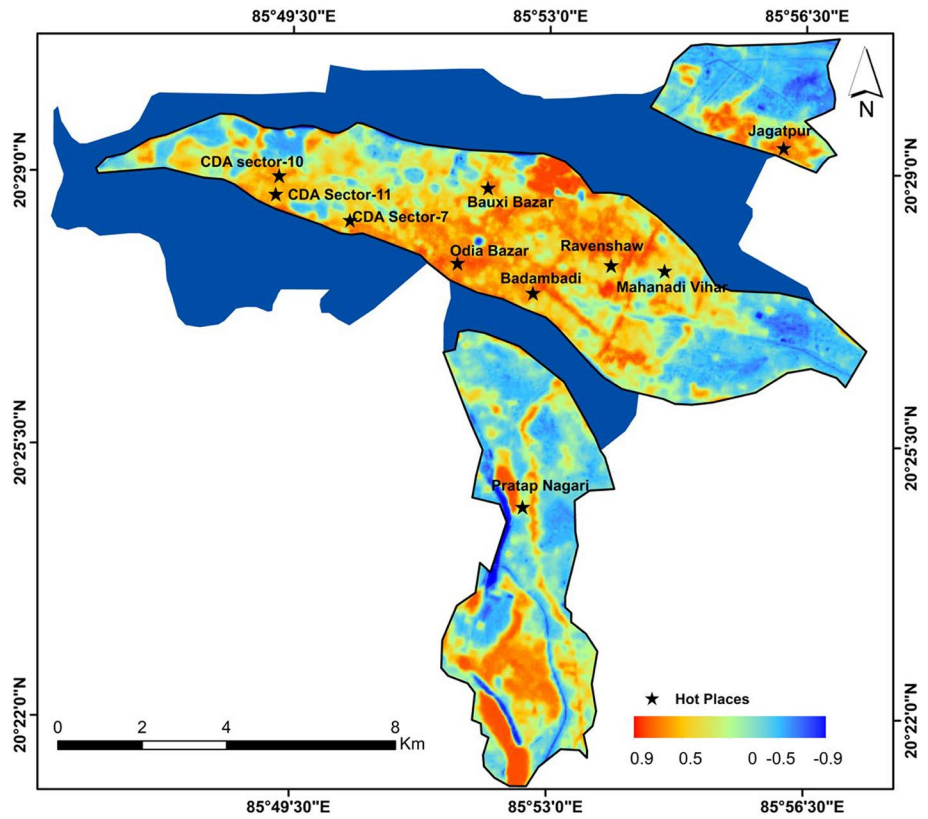 85°49'30"E
85°53'0"E
85°56'30"E
N
20°29'0"N
20°29'0"N
Jagatpur
CDA sector-10
CDA Sector-11
Bauxi Bazar
CDA Sector-7
Ravenshaw
Odia Bazar
Badambadi
Mahanadi Vihar
20°25'30"N
20°25'30"N
Pratap Nagari
20°22'0"N
20°22'0"N
Hot Places
0 2 4 8
Km
0.9 0.5 0 -0.5 -0.9
85°49'30"E
85°53'0"E
85°56'30"E